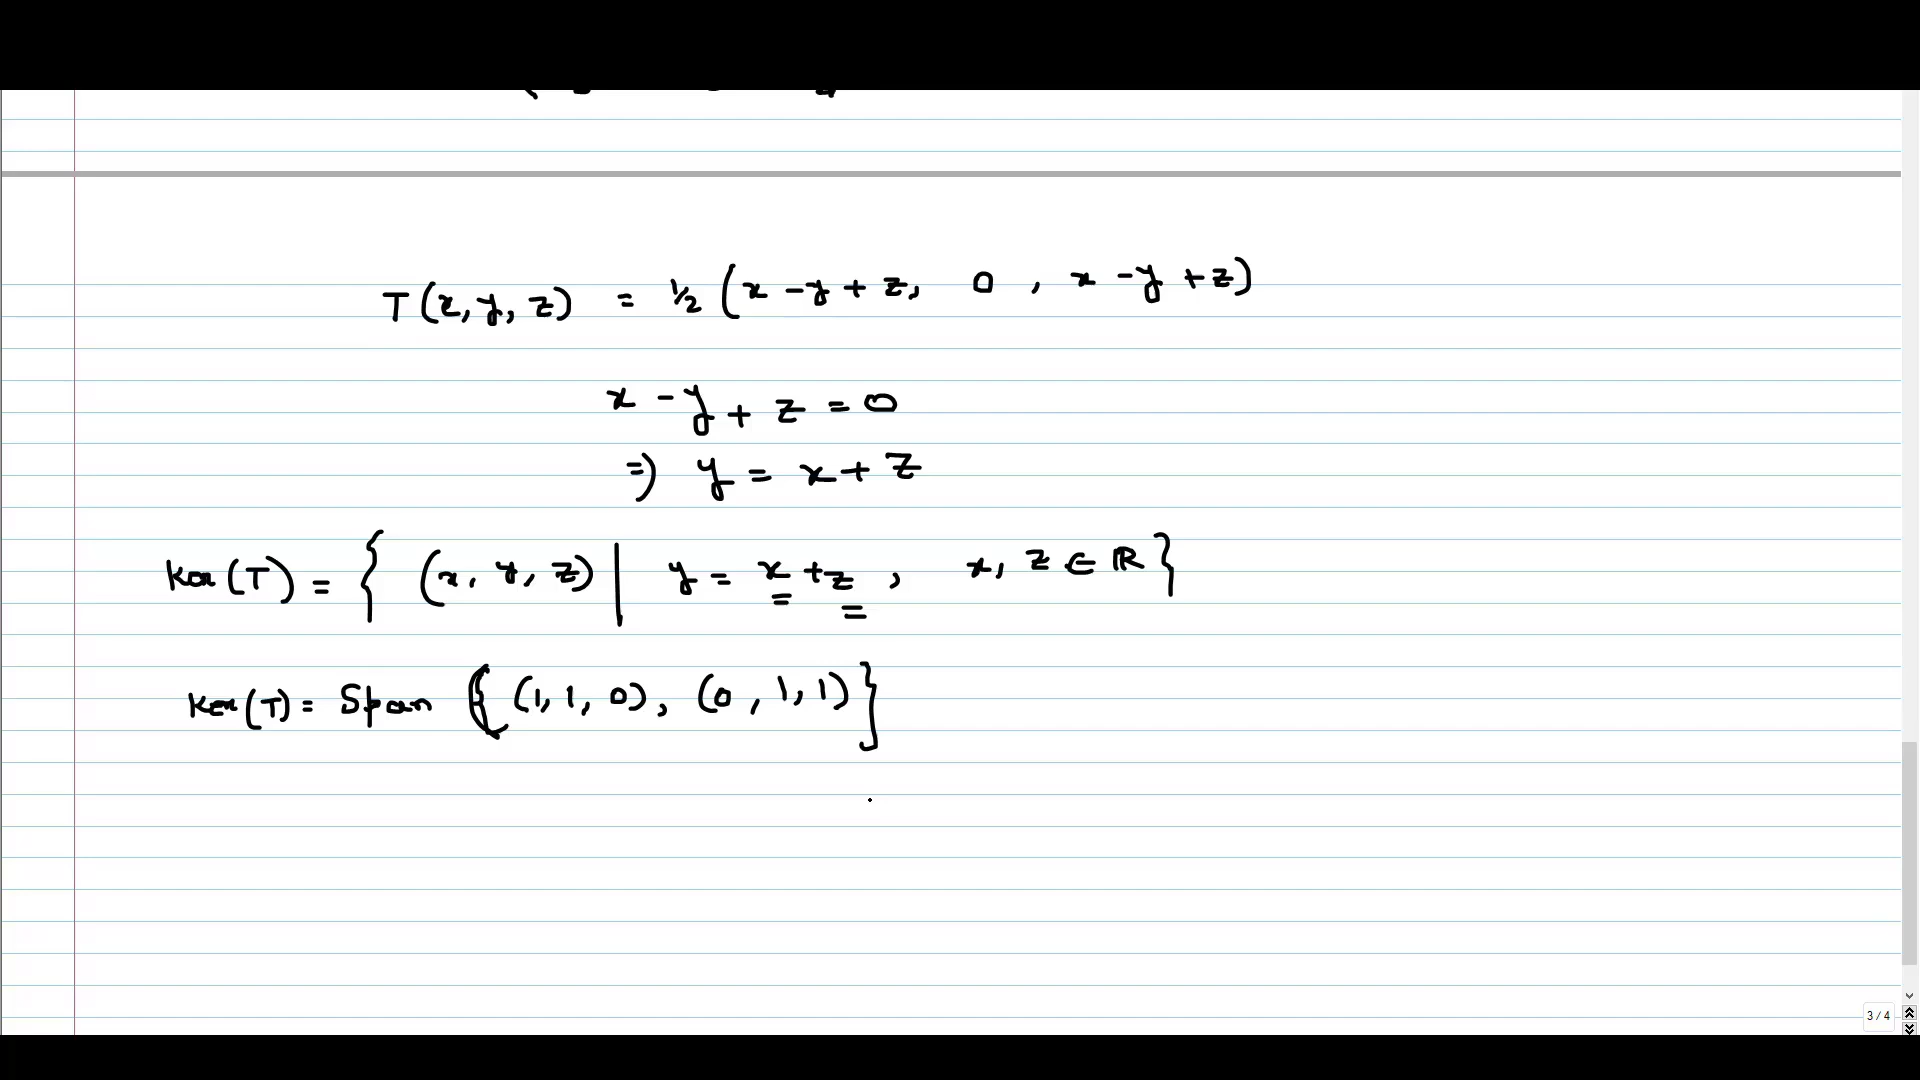 T(x, y, z) = 1/2 (x - y + z, 0, x - y + z)
x - y + z = 0
=) y = x + z
Ker(T) = { (x, y, z) | y = x + z, x, z ∈ ℝ }
Ker(T) = Span { (1, 1, 0), (0, 1, 1) }
3 / 4